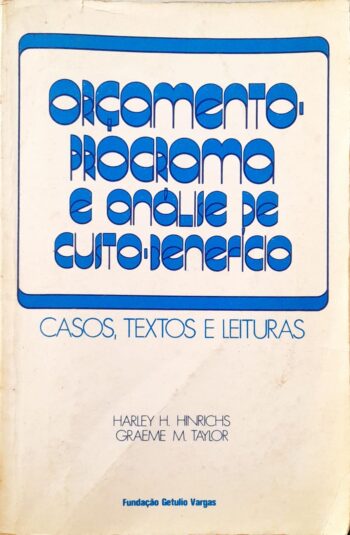 ORÇAMENTO-
PROGRAMA
E ANÁLISE DE
CUSTO-BENEFÍCIO
CASOS, TEXTOS E LEITURAS
HARLEY H. HINRICHS
GRAEME M. TAYLOR
Fundação Getulio Vargas